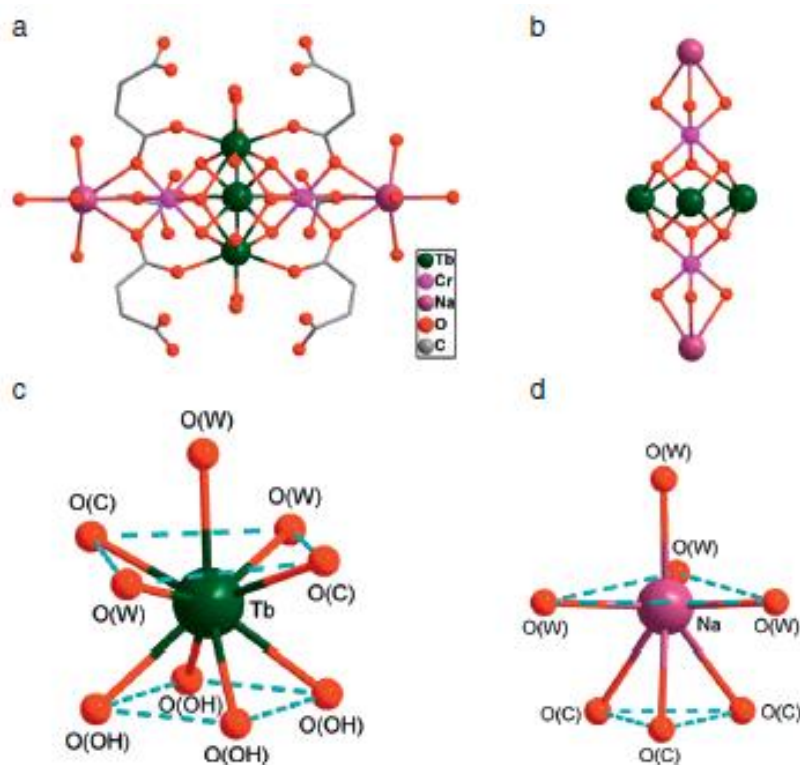 a
b
Tb
Cr
Na
O
C
c
d
O(W)
O(C)
O(W)
O(W)
Tb
O(C)
O(OH)
O(OH)
O(OH)
O(OH)
O(W)
O(W)
O(W)
Na
O(W)
O(C)
O(C)
O(C)